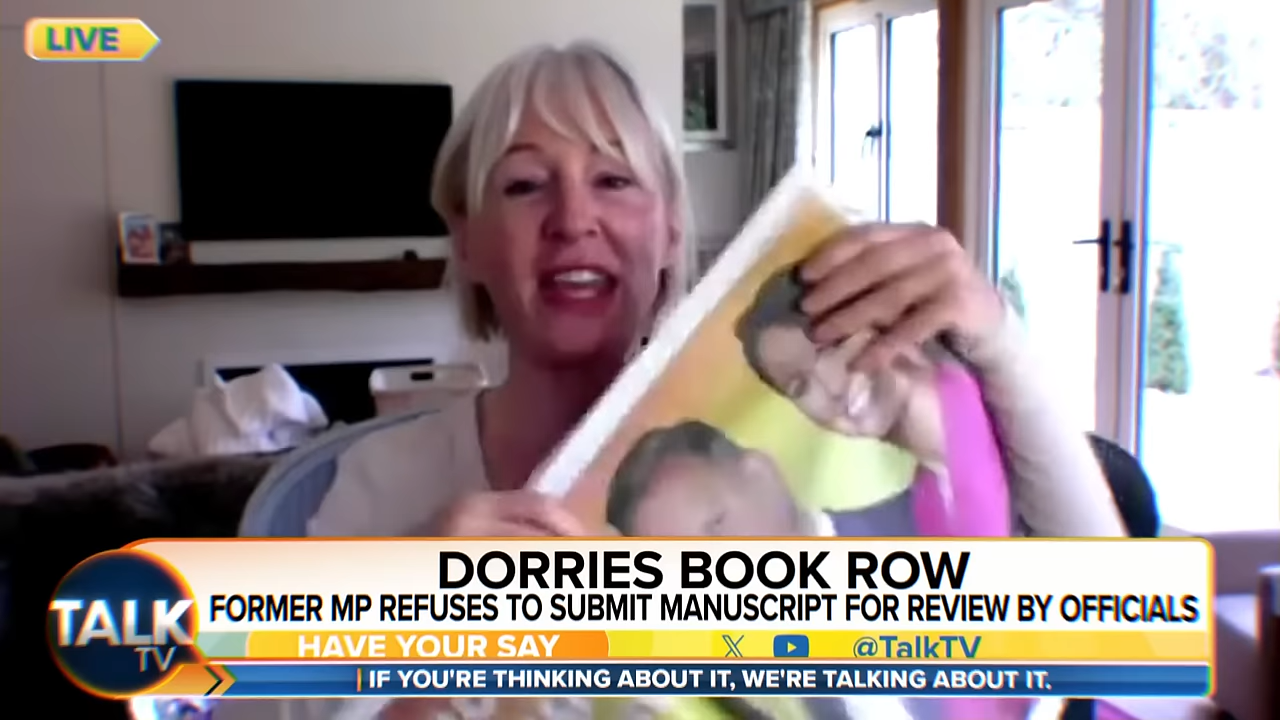 LIVE
DORRIES BOOK ROW
FORMER MP REFUSES TO SUBMIT MANUSCRIPT FOR REVIEW BY OFFICIALS
TALK
TV
HAVE YOUR SAY
@TalkTV
IF YOU'RE THINKING ABOUT IT, WE'RE TALKING ABOUT IT.